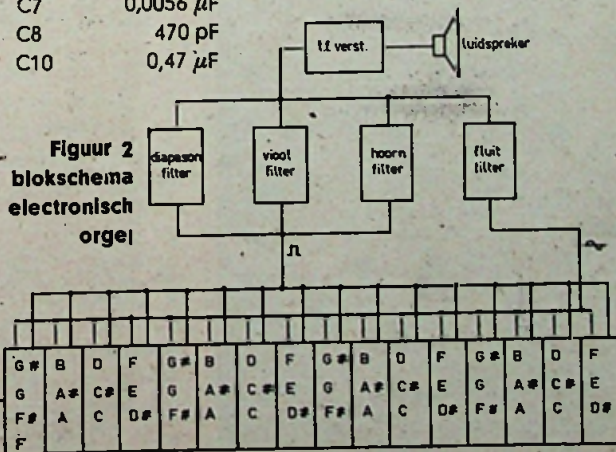 C7 0,0056 µF
C8 470 pF
C10 0,47 µF
l.f. verst.
luidspreker
Figuur 2
blokschema
electronisch
orgel
diapason
filter
viool
filter
hoorn
filter
fluit
filter
G# B D F G# B D F G# B D F G# B D F
G A# C# E G A# C# E G A# C# E G A# C# E
F# A C D# F# A C D# F# A C D# F# A C D#
F